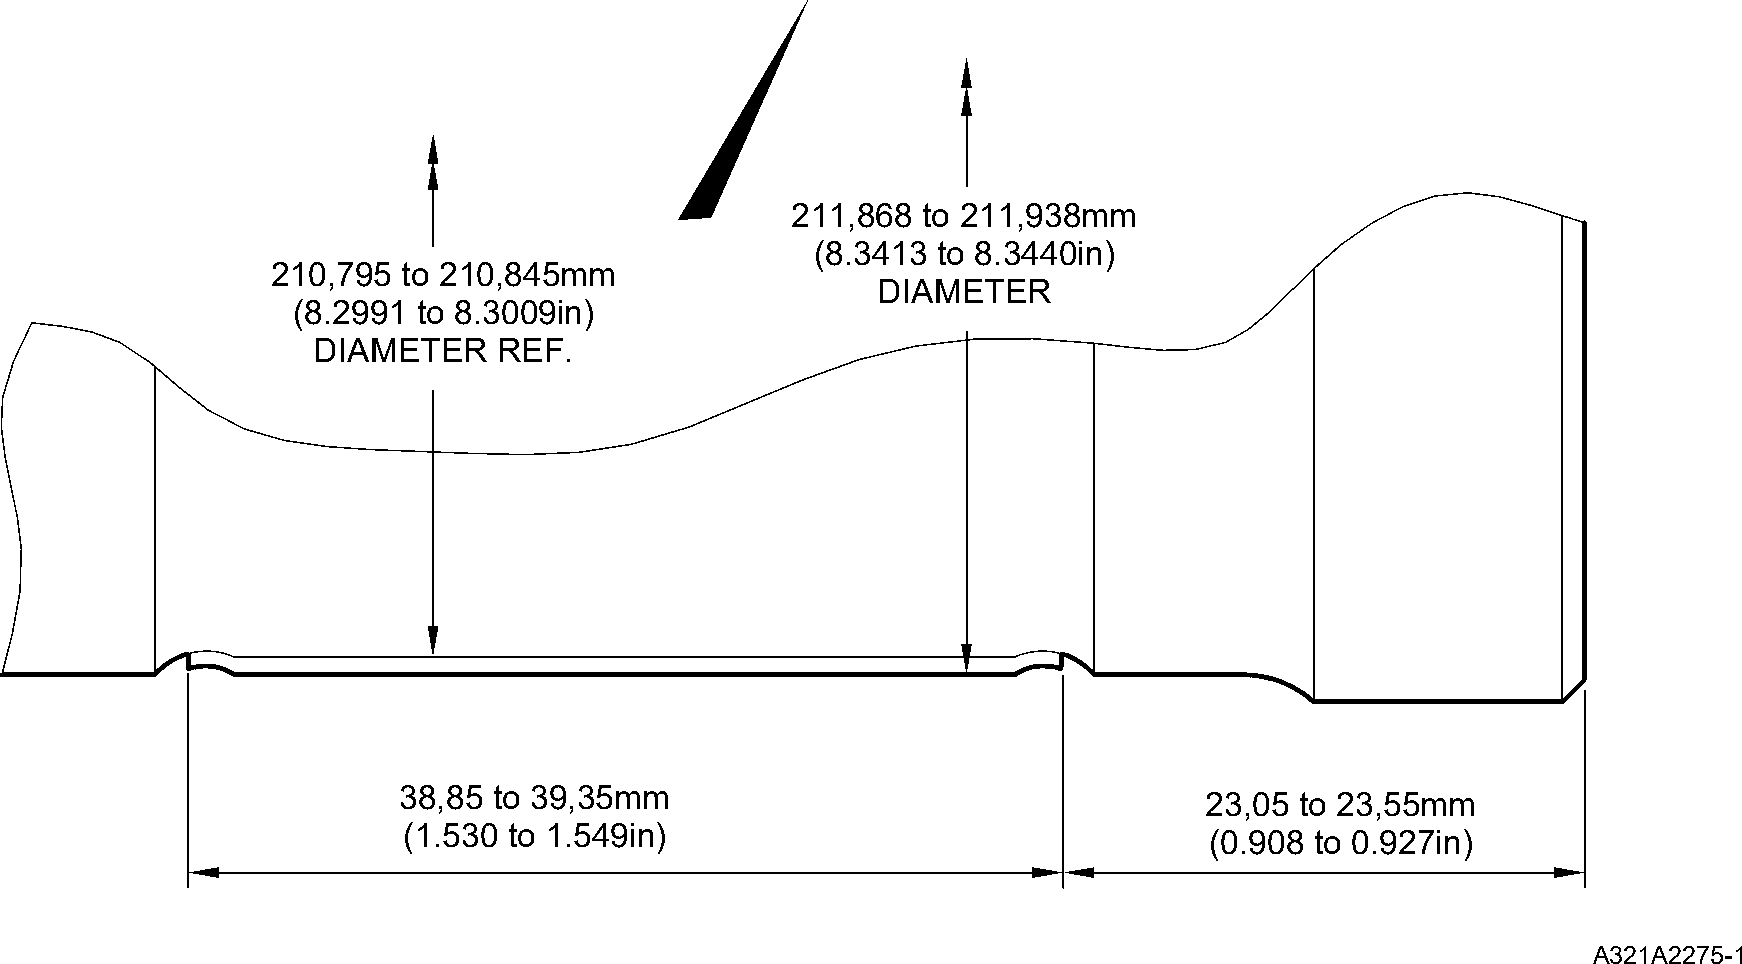 211,868 to 211,938mm
(8.3413 to 8.3440in)
DIAMETER
210,795 to 210,845mm
(8.2991 to 8.3009in)
DIAMETER REF.
38,85 to 39,35mm
(1.530 to 1.549in)
23,05 to 23,55mm
(0.908 to 0.927in)
A321A2275-1